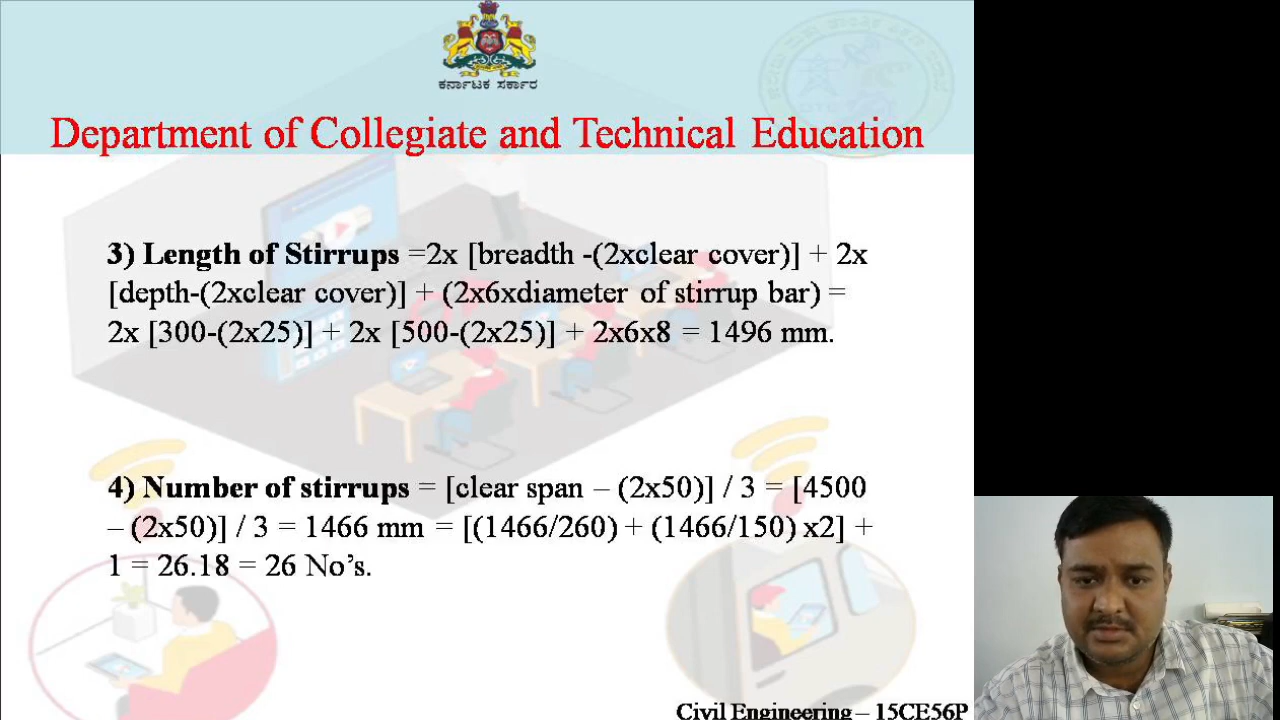 ಕರ್ನಾಟಕ ಸರ್ಕಾರ
Department of Collegiate and Technical Education
3) Length of Stirrups =2x [breadth -(2xclear cover)] + 2x
[depth-(2xclear cover)] + (2x6xdiameter of stirrup bar) =
2x [300-(2x25)] + 2x [500-(2x25)] + 2x6x8 = 1496 mm.
4) Number of stirrups = [clear span – (2x50)] / 3 = [4500
– (2x50)] / 3 = 1466 mm = [(1466/260) + (1466/150) x2] +
1 = 26.18 = 26 No’s.
Civil Engineering – 15CE56P